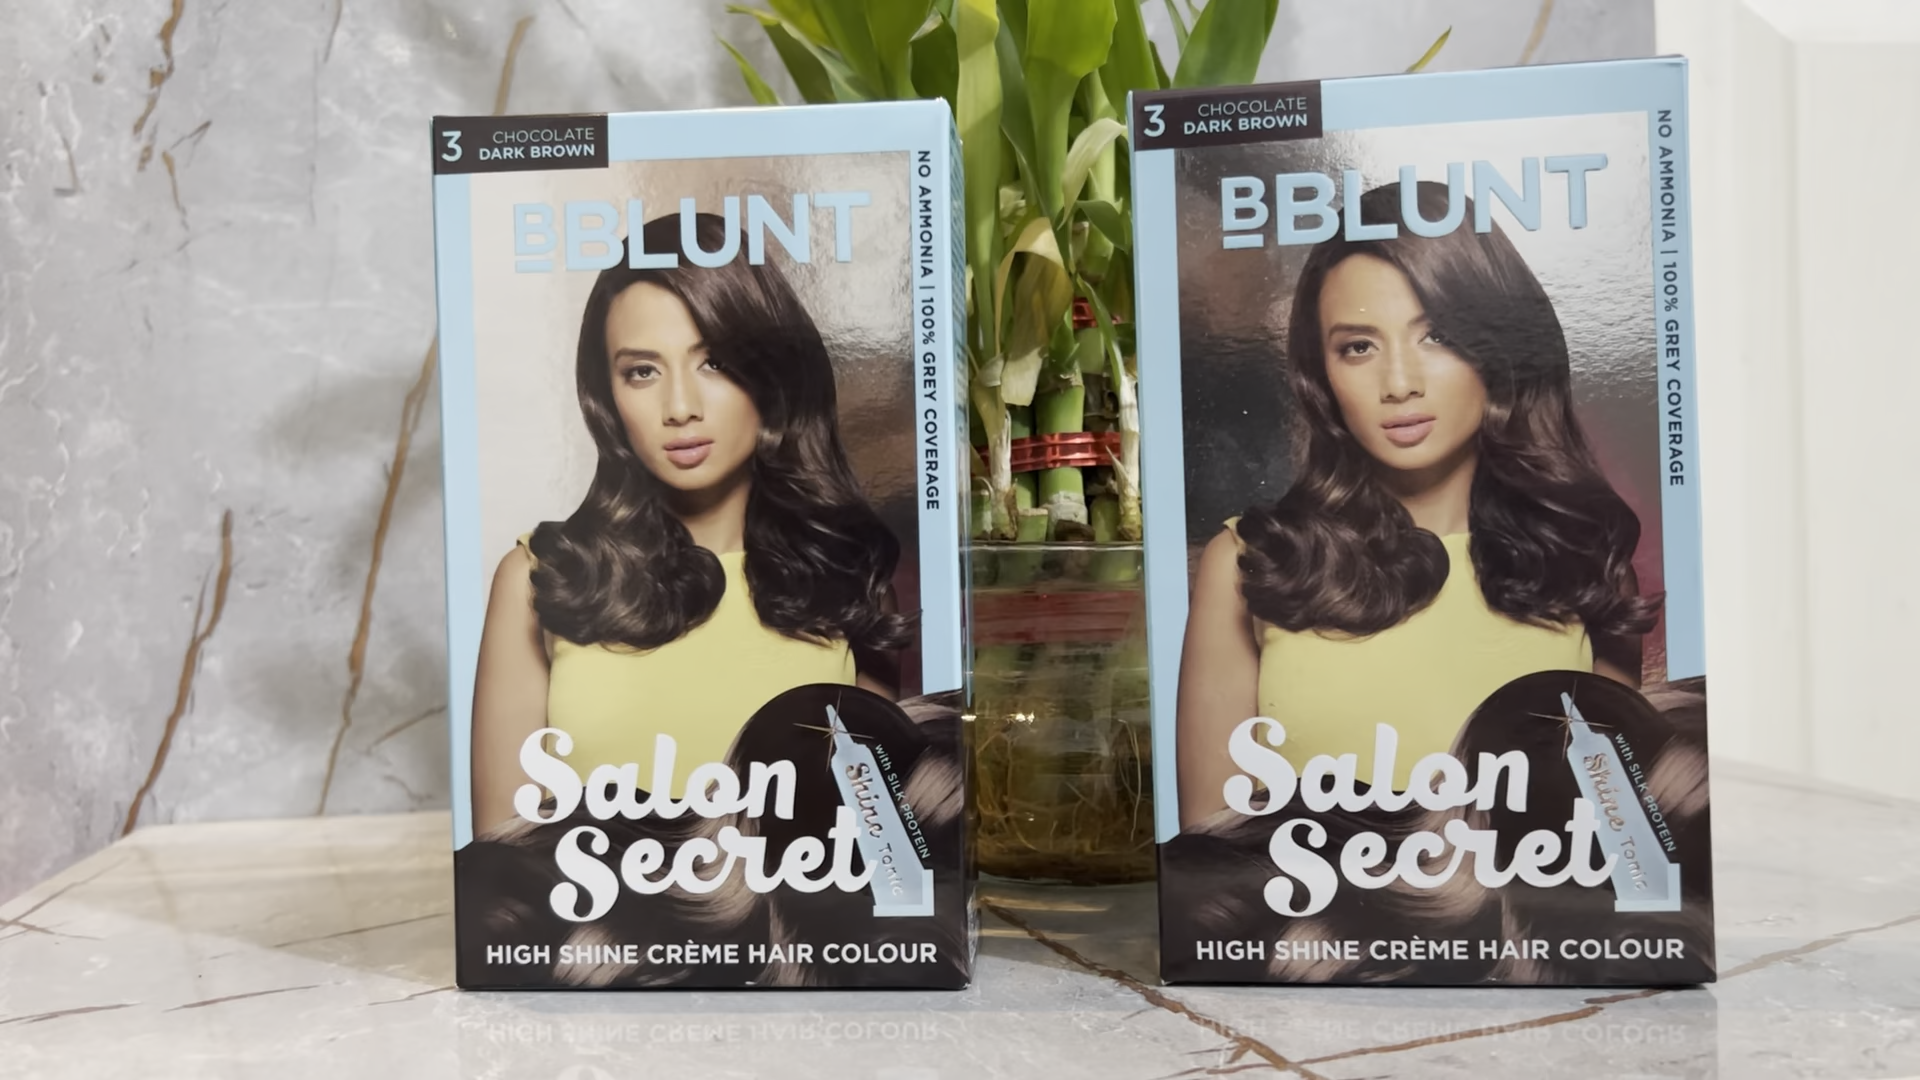 3 CHOCOLATE
DARK BROWN
BBLUNT
NO AMMONIA | 100% GREY COVERAGE
Salon
Secret
Shine Tonic
with SILK PROTEIN
HIGH SHINE CRÈME HAIR COLOUR
3 CHOCOLATE
DARK BROWN
BBLUNT
NO AMMONIA | 100% GREY COVERAGE
Salon
Secret
Shine Tonic
with SILK PROTEIN
HIGH SHINE CRÈME HAIR COLOUR